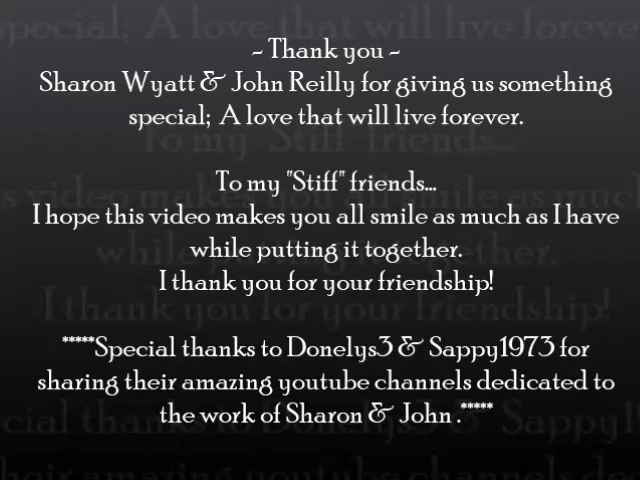 ~ Thank you ~
Sharon Wyatt & John Reilly for giving us something
special; A love that will live forever.
To my "Stiff" friends...
I hope this video makes you all smile as much as I have
while putting it together.
I thank you for your friendship!
*****Special thanks to Donelys3 & Sappy1973 for
sharing their amazing youtube channels dedicated to
the work of Sharon & John .*****